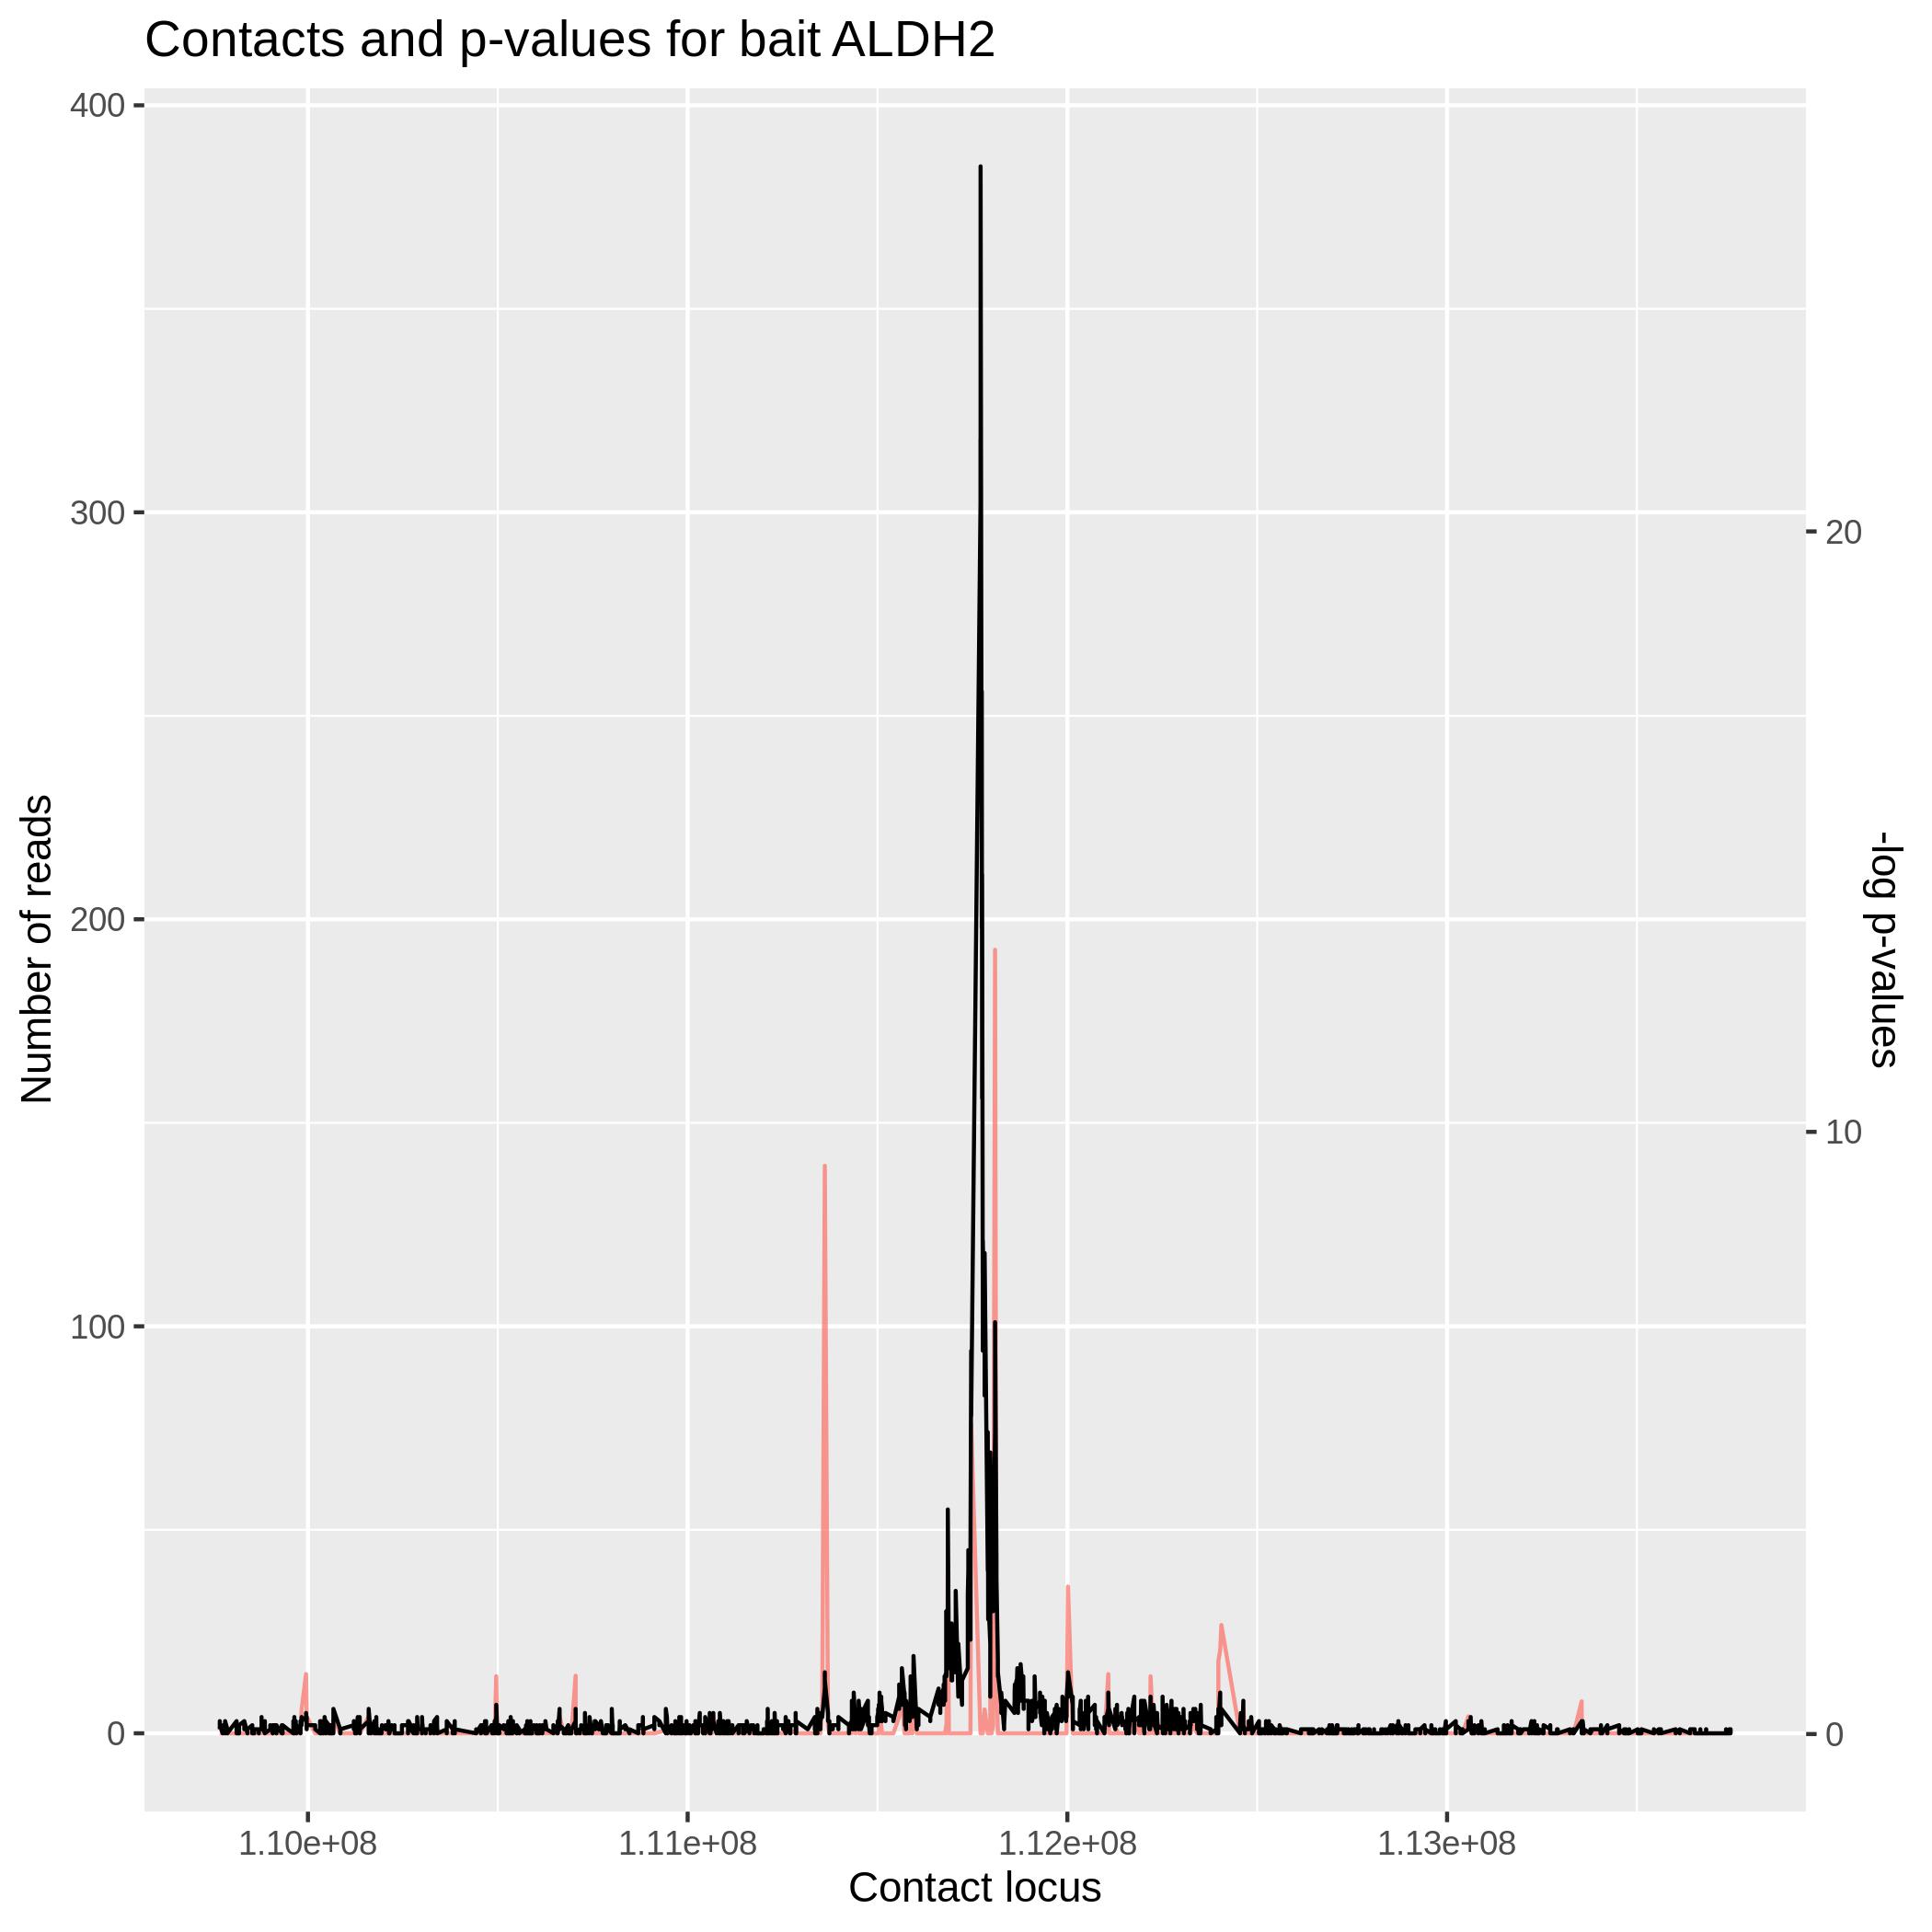 Contacts and p-values for bait ALDH2
400
300
200
100
0
Number of reads
20
10
0
-log p-values
1.10e+08
1.11e+08
1.12e+08
1.13e+08
Contact locus